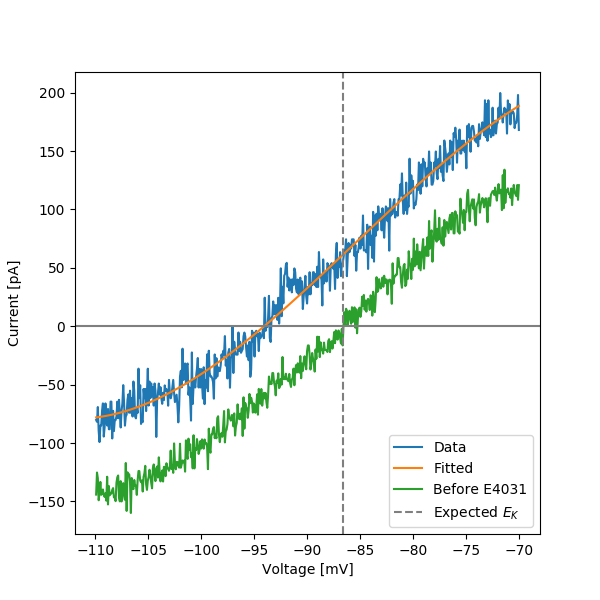 200
150
100
50
0
−50
−100
−150
Current [pA]
Data
Fitted
Before E4031
Expected E_K
−110 −105 −100 −95 −90 −85 −80 −75 −70
Voltage [mV]